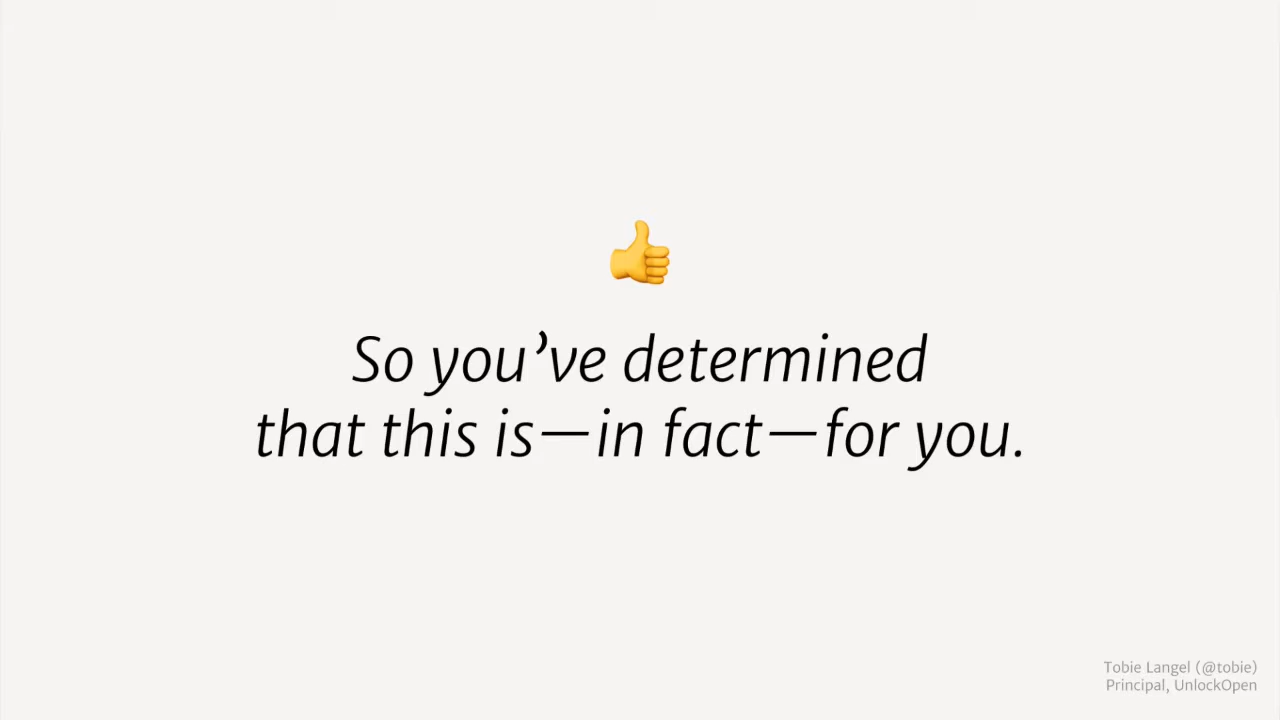 So you’ve determined
that this is—in fact—for you.
Tobie Langel (@tobie)
Principal, UnlockOpen